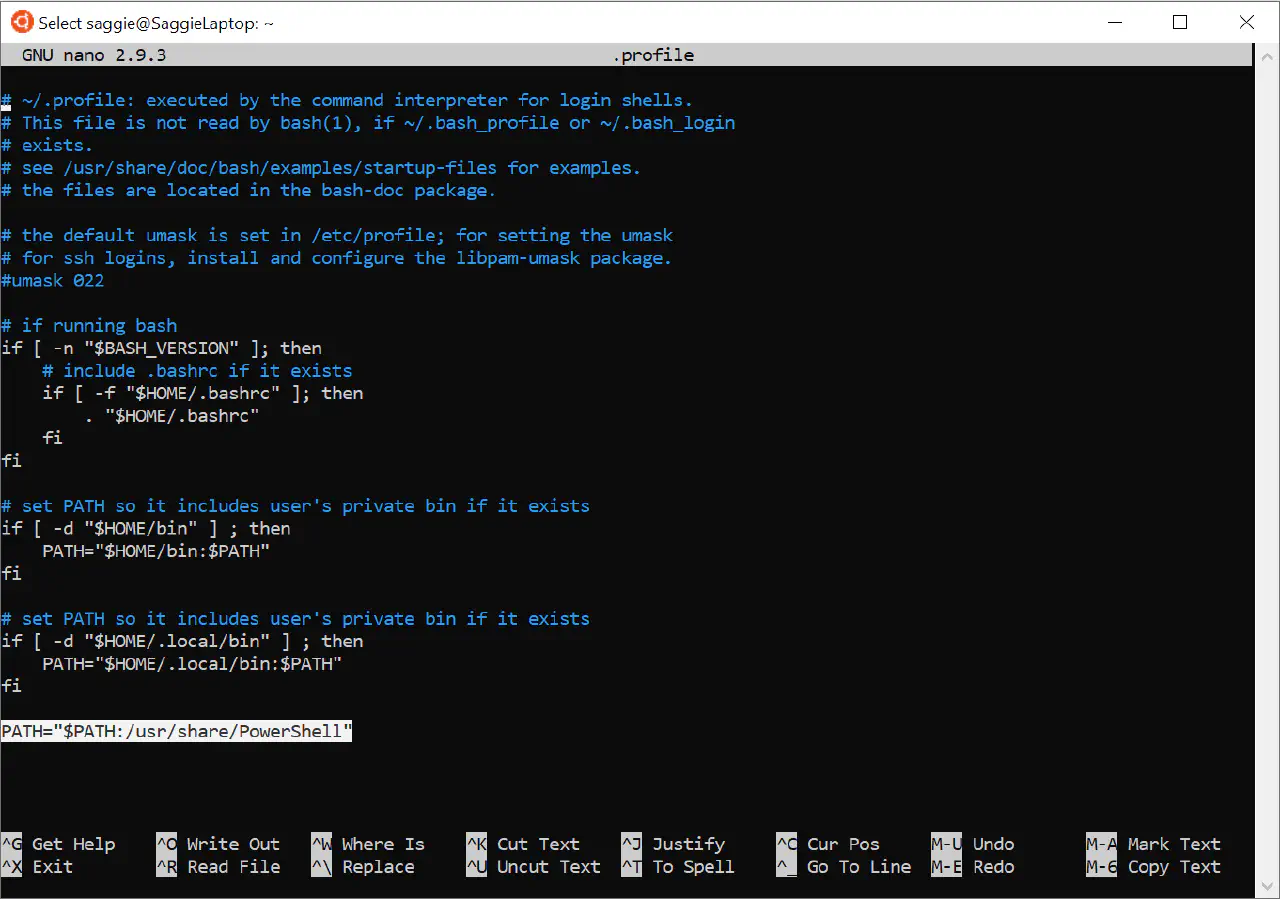 Select saggie@SaggieLaptop: ~
GNU nano 2.9.3 .profile
# ~/.profile: executed by the command interpreter for login shells.
# This file is not read by bash(1), if ~/.bash_profile or ~/.bash_login
# exists.
# see /usr/share/doc/bash/examples/startup-files for examples.
# the files are located in the bash-doc package.
# the default umask is set in /etc/profile; for setting the umask
# for ssh logins, install and configure the libpam-umask package.
#umask 022
# if running bash
if [ -n "$BASH_VERSION" ]; then
    # include .bashrc if it exists
    if [ -f "$HOME/.bashrc" ]; then
        . "$HOME/.bashrc"
    fi
fi
# set PATH so it includes user's private bin if it exists
if [ -d "$HOME/bin" ] ; then
    PATH="$HOME/bin:$PATH"
fi
# set PATH so it includes user's private bin if it exists
if [ -d "$HOME/.local/bin" ] ; then
    PATH="$HOME/.local/bin:$PATH"
fi
PATH="$PATH:/usr/share/PowerShell"
^G Get Help ^O Write Out ^W Where Is ^K Cut Text ^J Justify ^C Cur Pos M-U Undo M-A Mark Text
^X Exit ^R Read File ^\ Replace ^U Uncut Text ^T To Spell ^_ Go To Line M-E Redo M-6 Copy Text